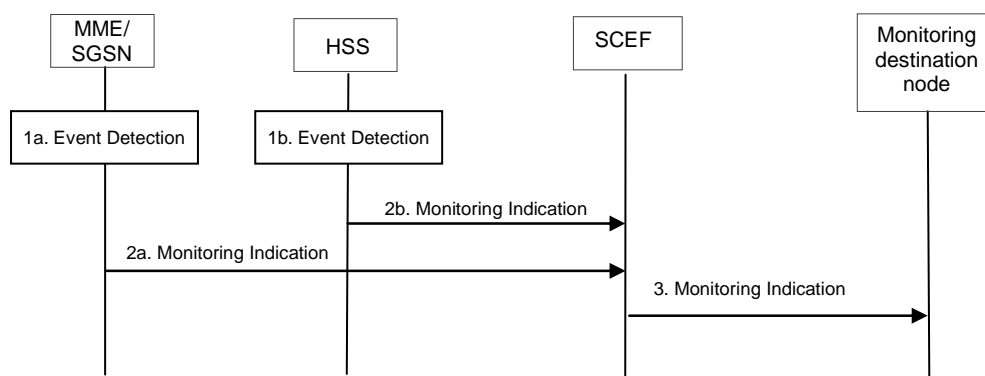 MME/
SGSN
HSS
SCEF
Monitoring
destination
node
1a. Event Detection
1b. Event Detection
2b. Monitoring Indication
2a. Monitoring Indication
3. Monitoring Indication